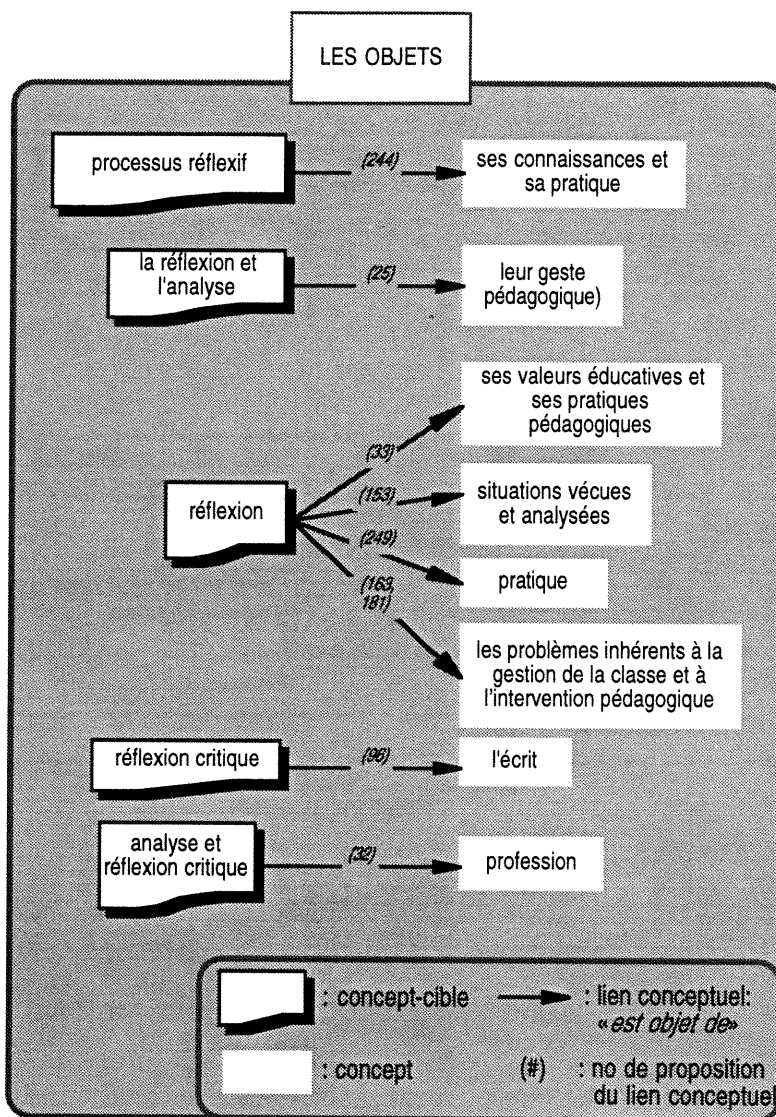 LES OBJETS
processus réflexif
(244)
ses connaissances et
sa pratique
la réflexion et
l'analyse
(25)
leur geste
pédagogique)
réflexion
(33)
ses valeurs éducatives et
ses pratiques
pédagogiques
(153)
situations vécues
et analysées
(249)
pratique
(163,
181)
les problèmes inhérents à la
gestion de la classe et à
l'intervention pédagogique
réflexion critique
(96)
l'écrit
analyse et
réflexion critique
(32)
profession
: concept-cible
: lien conceptuel:
«est objet de»
: concept
(#) : no de proposition
du lien conceptuel